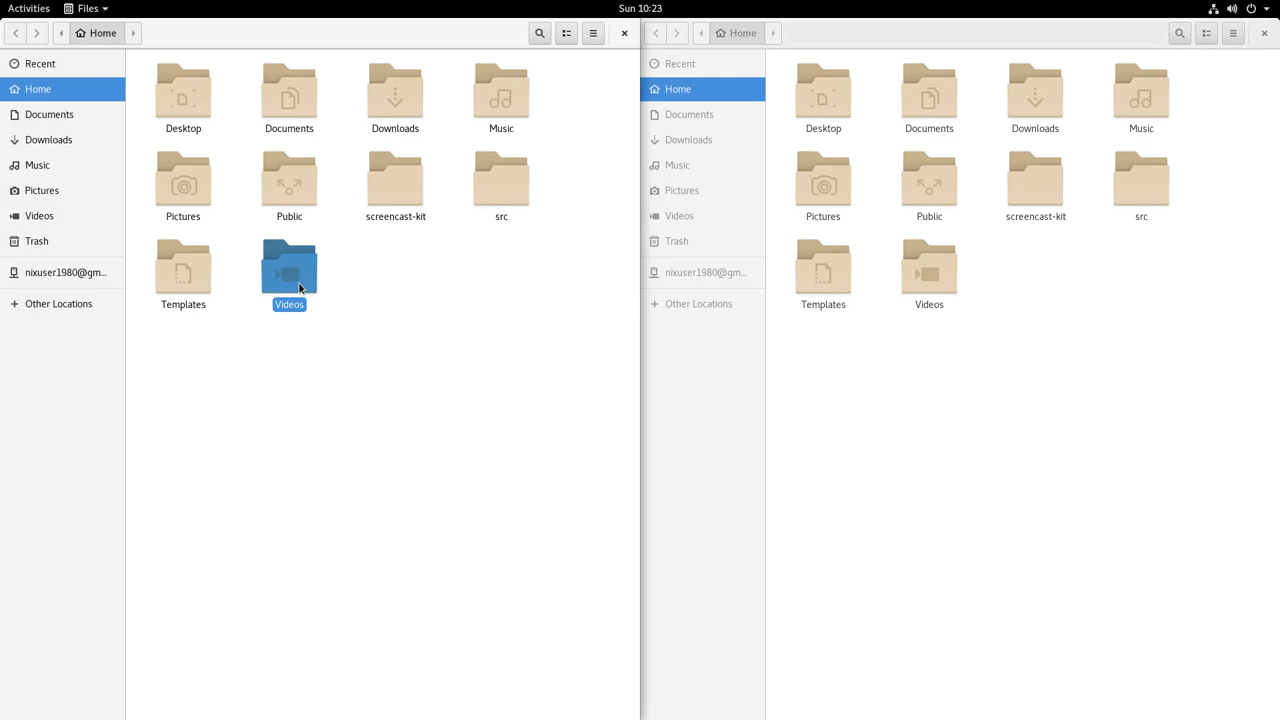 Activities Files Sun 10:23
Home
Recent
Home
Documents
Downloads
Music
Pictures
Videos
Trash
nixuser1980@gm...
Other Locations
Desktop Documents Downloads Music
Pictures Public screencast-kit src
Templates Videos
Home
Recent
Home
Documents
Downloads
Music
Pictures
Videos
Trash
nixuser1980@gm...
Other Locations
Desktop Documents Downloads Music
Pictures Public screencast-kit src
Templates Videos